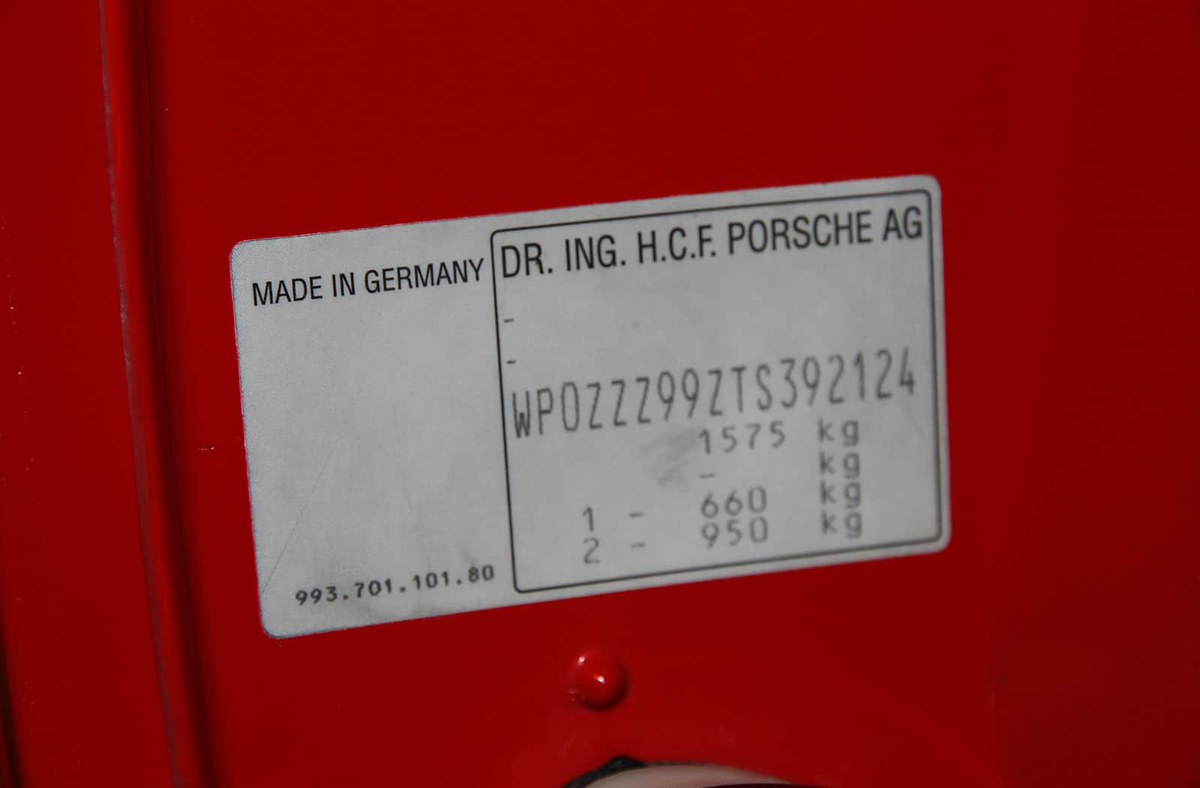 MADE IN GERMANY
DR. ING. H.C.F. PORSCHE AG
-
-
WP0ZZZ99ZTS392124
1575 kg
- kg
1 - 660 kg
2 - 950 kg
993.701.101.80